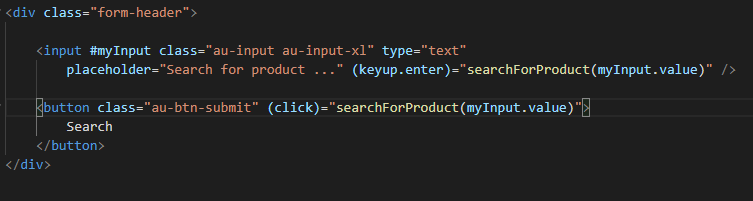 <div class="form-header">
<input #myInput class="au-input au-input-xl" type="text"
placeholder="Search for product ..." (keyup.enter)="searchForProduct(myInput.value)" />
<button class="au-btn-submit" (click)="searchForProduct(myInput.value)">
Search
</button>
</div>